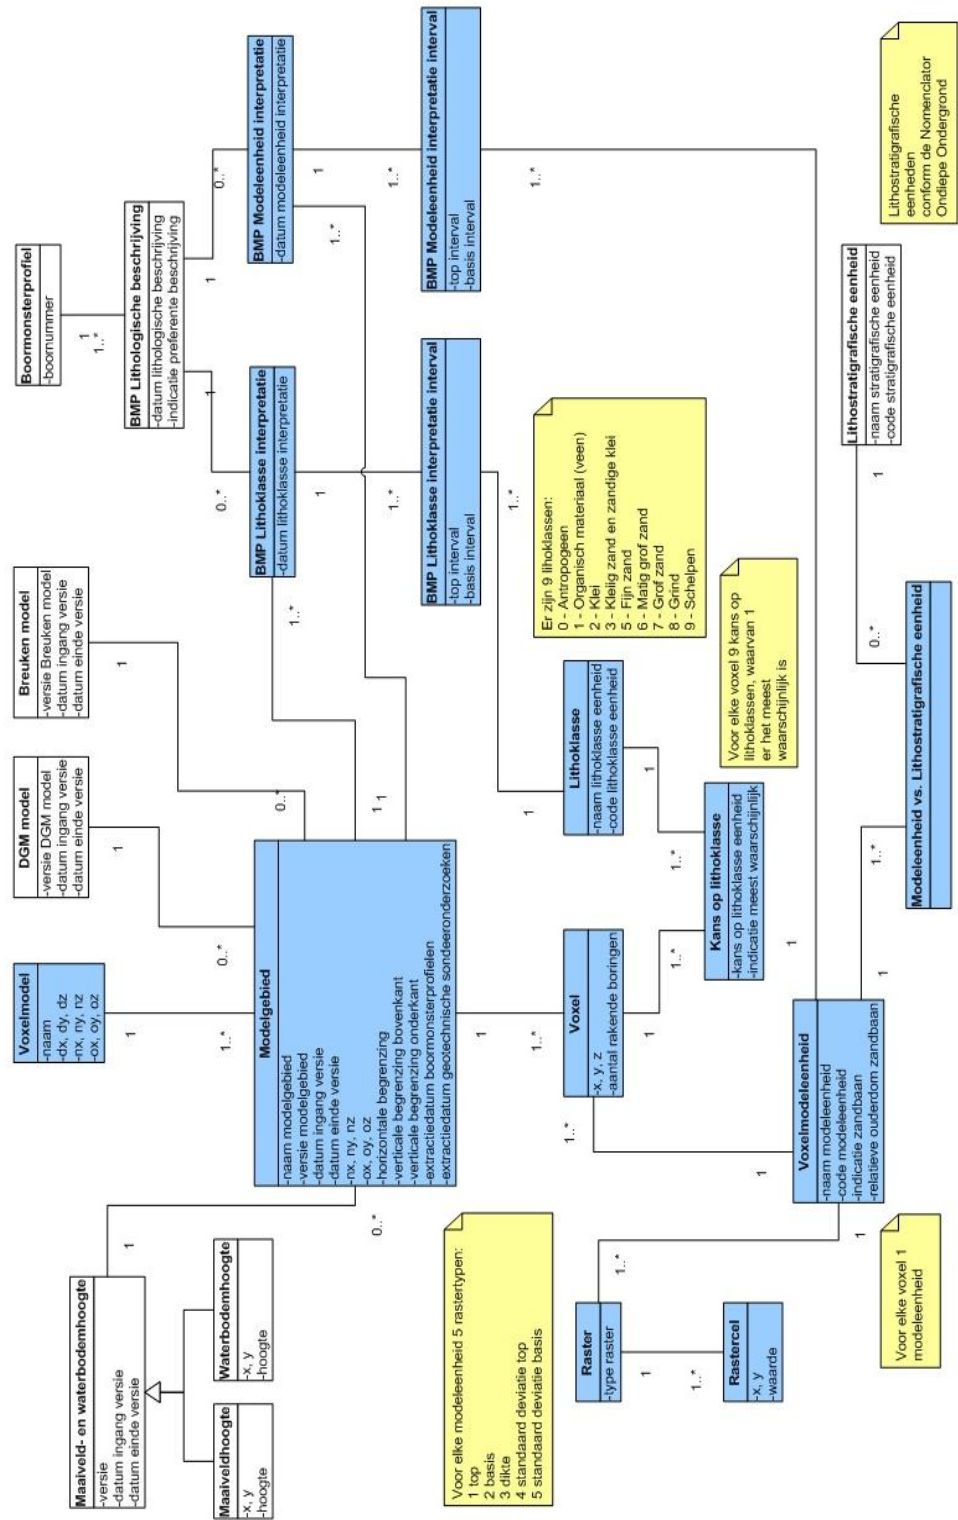 Maaiveld- en waterbodemhoogte
-versie
-datum ingang versie
-datum einde versie
1
0..*
Maaiveldhoogte
-x, y
-hoogte
Waterbodemhoogte
-x, y
-hoogte
Voxelmodel
-naam
-dx, dy, dz
-nx, ny, nz
-ox, oy, oz
1
1..*
DGM model
-versie DGM model
-datum ingang versie
-datum einde versie
1
0..*
Breuken model
-versie Breuken model
-datum ingang versie
-datum einde versie
1
0..*
Boormonsterprofiel
-boornummer
1
1..*
BMP Lithologische beschrijving
-datum lithologische beschrijving
-indicatie preferente beschrijving
1
0..*
1
0..*
Modelgebied
-naam modelgebied
-versie modelgebied
-datum ingang versie
-datum einde versie
-nx, ny, nz
-ox, oy, oz
-horizontale begrenzing
-verticale begrenzing bovenkant
-verticale begrenzing onderkant
-extractiedatum boormonsterprofielen
-extractiedatum geotechnische sondeeronderzoeken
1
1
BMP Lithoklasse interpretatie
-datum lithoklasse interpretatie
1..*
1
1..*
BMP Modeleenheid interpretatie
-datum modeleenheid interpretatie
1..*
1
1..*
BMP Lithoklasse interpretatie interval
-top interval
-basis interval
1..*
1
BMP Modeleenheid interpretatie interval
-top interval
-basis interval
1..*
1
Voor elke modeleenheid 5 rastertypen:
1 top
2 basis
3 dikte
4 standaard deviatie top
5 standaard deviatie basis
1
1..*
Voxel
-x, y, z
-aantal rakende boringen
1..*
1
1
1..*
Lithoklasse
-naam lithoklasse eenheid
-code lithoklasse eenheid
1
1..*
Er zijn 9 lihoklassen:
0 - Antropogeen
1 - Organisch materiaal (veen)
2 - Klei
3 - Kleiig zand en zandige klei
5 - Fijn zand
6 - Matig grof zand
7 - Grof zand
8 - Grind
9 - Schelpen
Kans op lithoklasse
-kans op lithoklasse eenheid
-indicatie meest waarschijnlijk
Voor elke voxel 9 kans op
lithoklassen, waarvan 1
er het meest
waarschijnlijk is
Raster
-type raster
1..*
1
1
1..*
Rastercel
-x, y
-waarde
Voxelmodeleenheid
-naam modeleenheid
-code modeleenheid
-indicatie zandbaan
-relatieve ouderdom zandbaan
1
1..*
Lithostratigrafische eenheid
-naam stratigrafische eenheid
-code stratigrafische eenheid
1
0..*
Modeleenheid vs. Lithostratigrafische eenheid
Voor elke voxel 1
modeleenheid
Lithostratigrafische
eenheden
conform de Nomenclator
Ondiepe Ondergrond